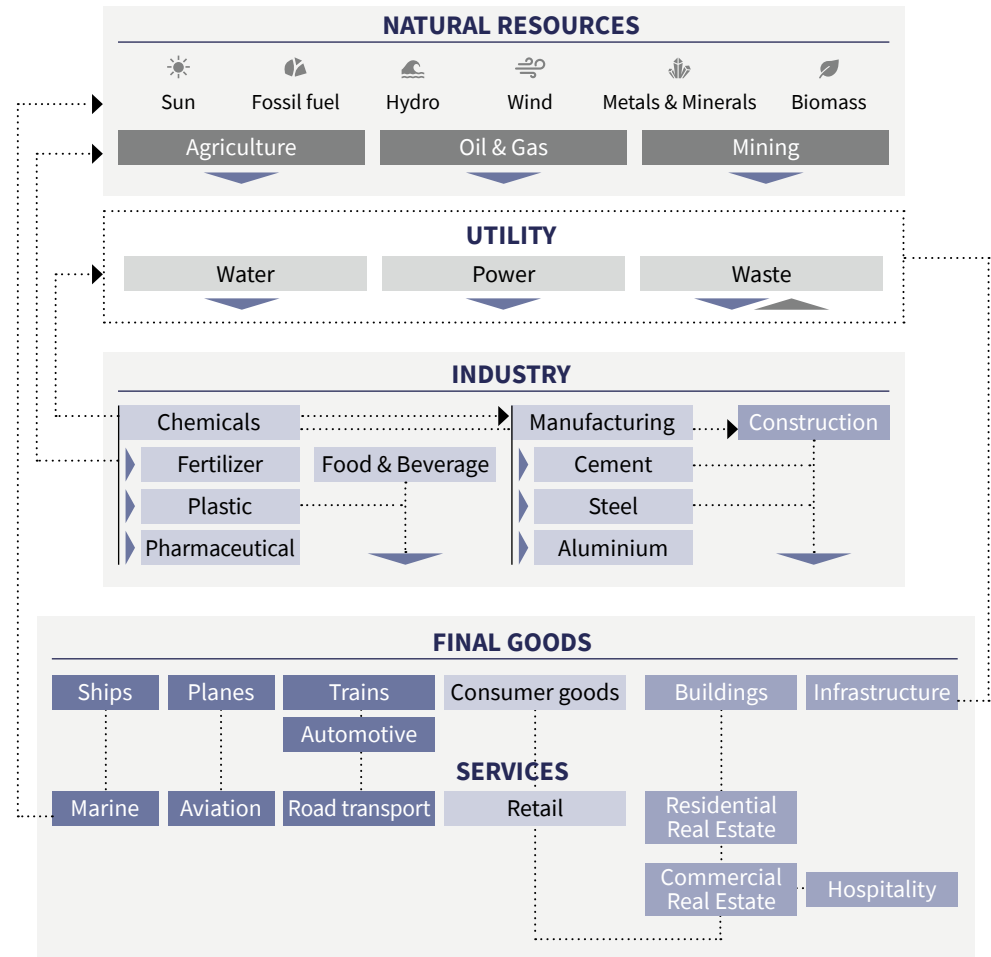 NATURAL RESOURCES
Sun Fossil fuel Hydro Wind Metals & Minerals Biomass
Agriculture Oil & Gas Mining
UTILITY
Water Power Waste
INDUSTRY
Chemicals Manufacturing Construction
Fertilizer Food & Beverage Cement
Plastic Steel
Pharmaceutical Aluminium
FINAL GOODS
Ships Planes Trains Consumer goods Buildings Infrastructure
Automotive
SERVICES
Marine Aviation Road transport Retail Residential
Real Estate
Commercial
Real Estate
Hospitality